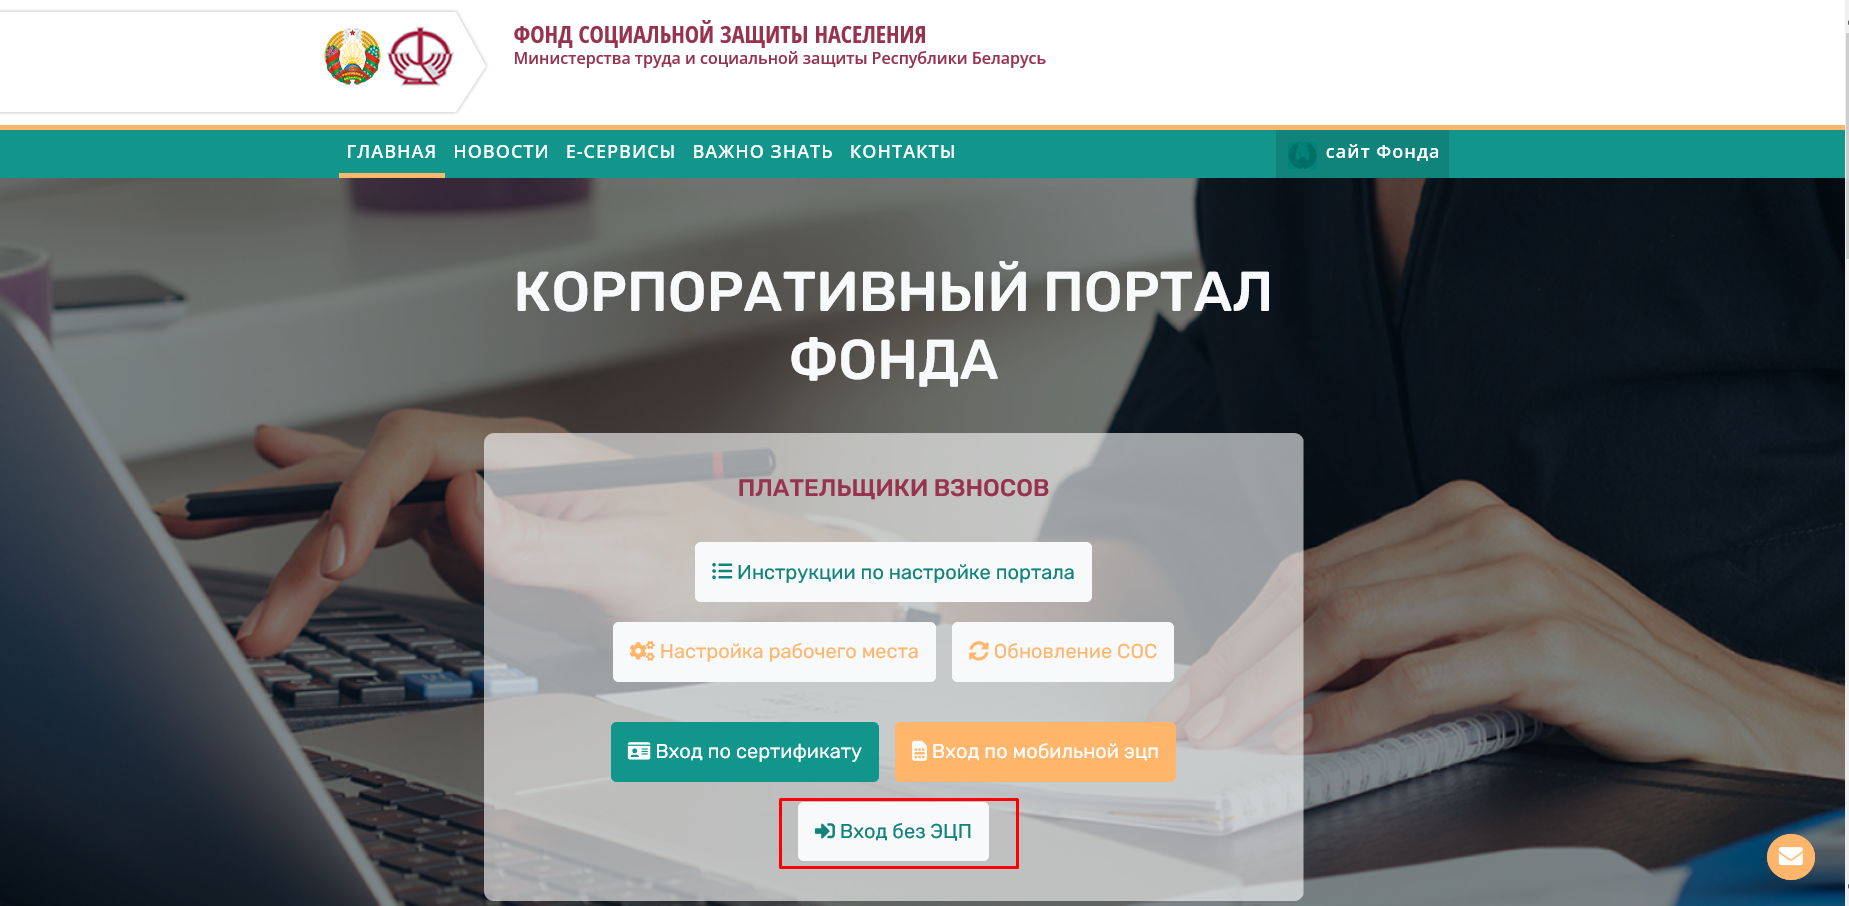 ФОНД СОЦИАЛЬНОЙ ЗАЩИТЫ НАСЕЛЕНИЯ
Министерства труда и социальной защиты Республики Беларусь
ГЛАВНАЯ НОВОСТИ Е-СЕРВИСЫ ВАЖНО ЗНАТЬ КОНТАКТЫ сайт Фонда
КОРПОРАТИВНЫЙ ПОРТАЛ
ФОНДА
ПЛАТЕЛЬЩИКИ ВЗНОСОВ
Инструкции по настройке портала
Настройка рабочего места Обновление СОС
Вход по сертификату Вход по мобильной эцп
Вход без ЭЦП